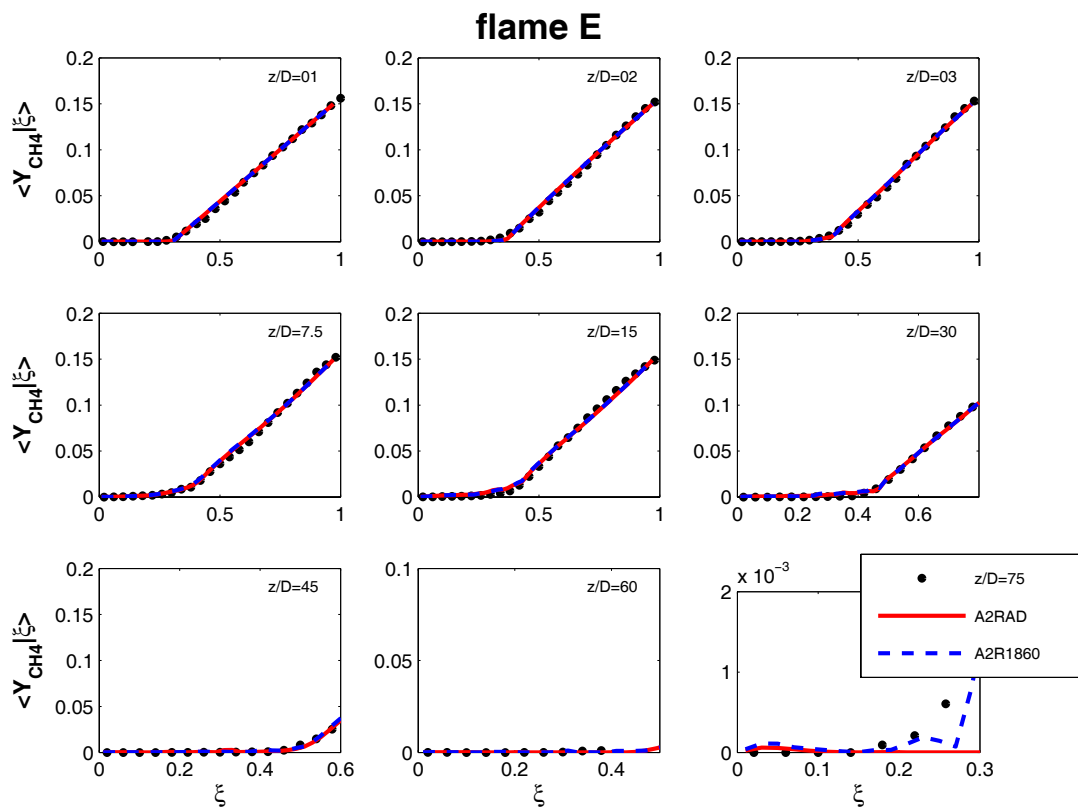 flame E
<Y_CH4|ξ>
0.2
0.15
0.1
0.05
0
z/D=01
0
0.5
1
0.2
0.15
0.1
0.05
0
z/D=02
0
0.5
1
0.2
0.15
0.1
0.05
0
z/D=03
0
0.5
1
<Y_CH4|ξ>
0.2
0.15
0.1
0.05
0
z/D=7.5
0
0.5
1
0.2
0.15
0.1
0.05
0
z/D=15
0
0.5
1
0.2
0.15
0.1
0.05
0
z/D=30
0 0.2 0.4 0.6
<Y_CH4|ξ>
0.2
0.15
0.1
0.05
0
z/D=45
0 0.2 0.4 0.6
ξ
0.1
0.05
0
z/D=60
0
0.5
ξ
x 10^-3
2
1
0
z/D=75
A2RAD
A2R1860
0 0.1 0.2 0.3
ξ